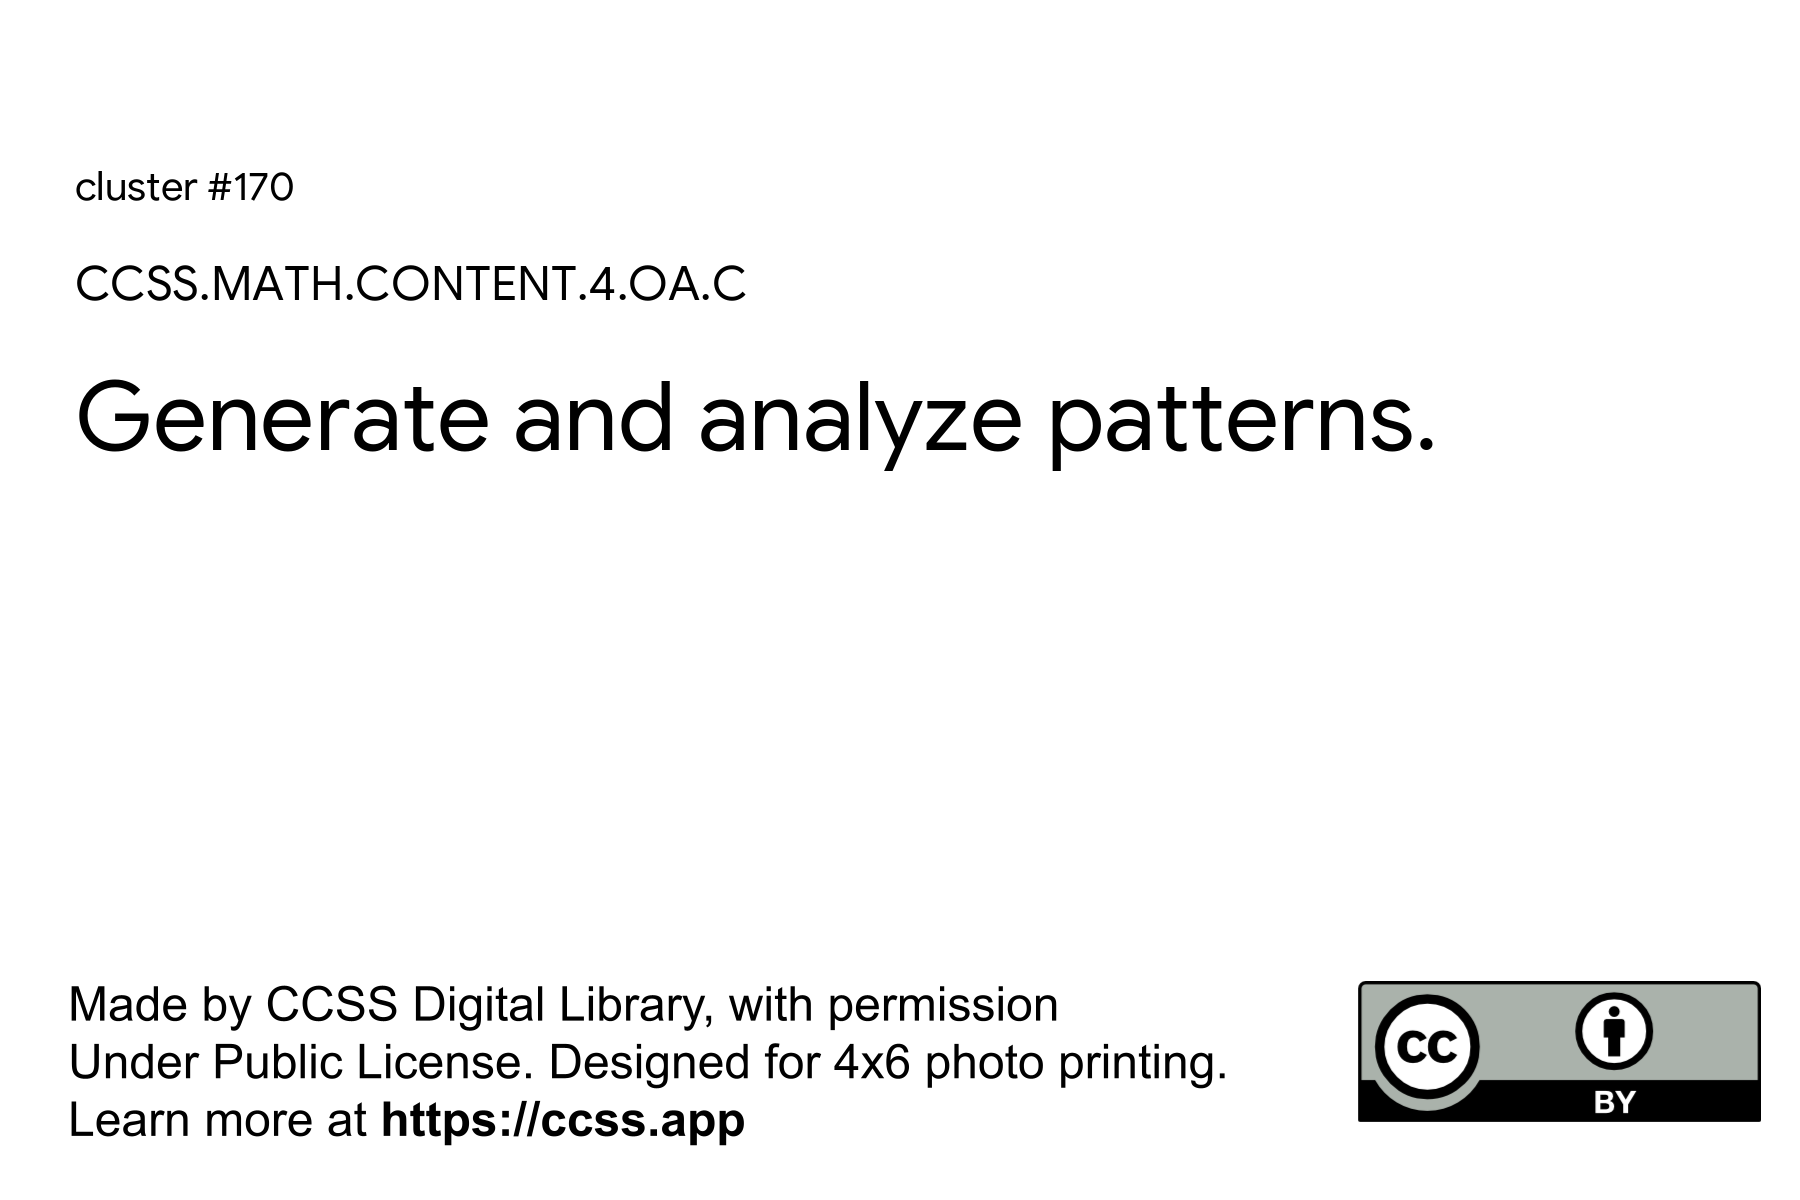 cluster #170
CCSS.MATH.CONTENT.4.OA.C
Generate and analyze patterns.
Made by CCSS Digital Library, with permission
Under Public License. Designed for 4x6 photo printing.
Learn more at https://ccss.app
CC
BY